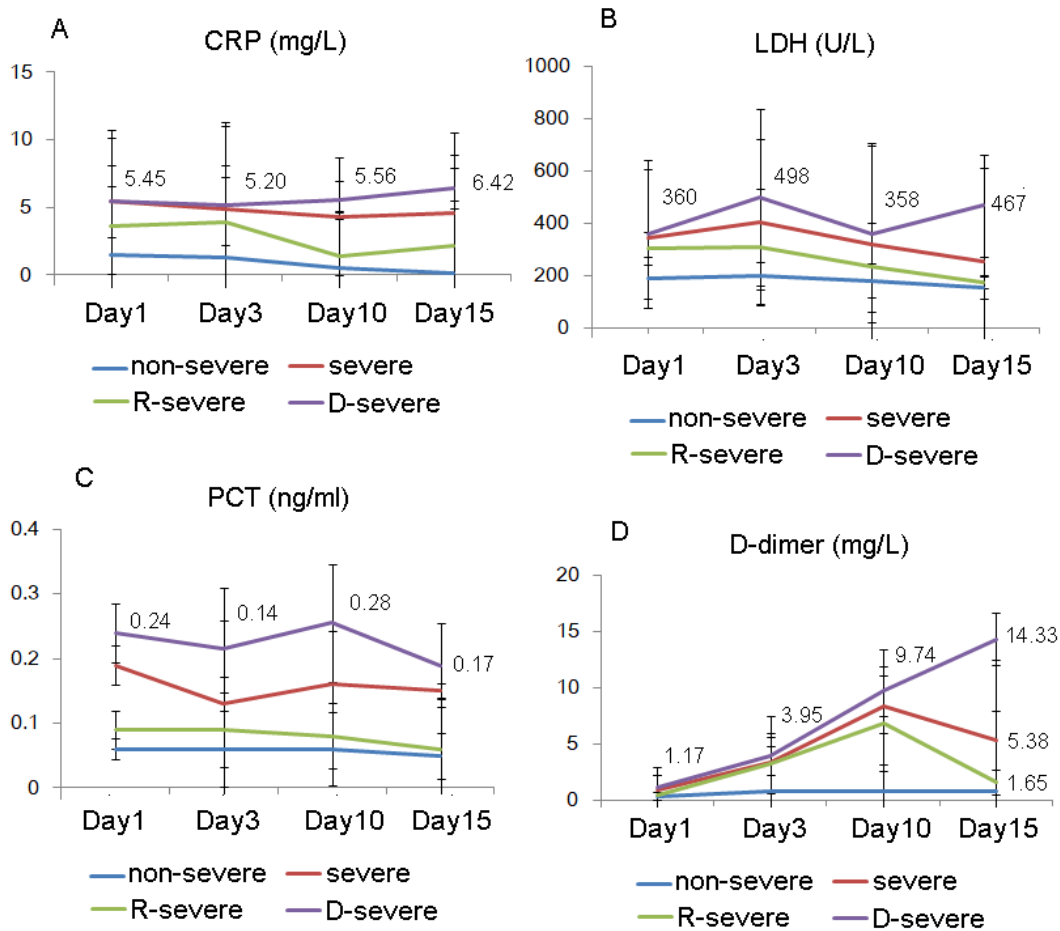 A
CRP (mg/L)
15
10
5
0
5.45
5.20
5.56
6.42
Day1 Day3 Day10 Day15
non-severe severe
R-severe D-severe
B
LDH (U/L)
1000
800
600
400
200
0
360
498
358
467
Day1 Day3 Day10 Day15
non-severe severe
R-severe D-severe
C
PCT (ng/ml)
0.4
0.3
0.2
0.1
0
0.24
0.14
0.28
0.17
Day1 Day3 Day10 Day15
non-severe severe
R-severe D-severe
D
D-dimer (mg/L)
20
15
10
5
0
1.17
3.95
9.74
14.33
5.38
1.65
Day1 Day3 Day10 Day15
non-severe severe
R-severe D-severe